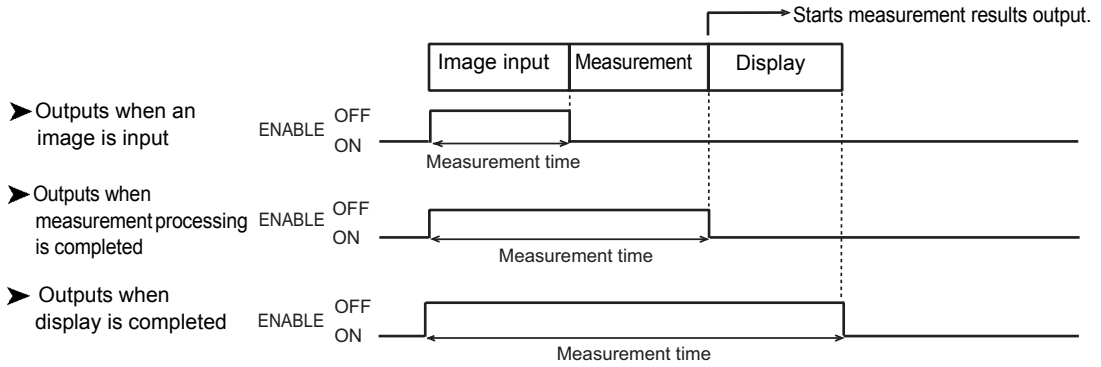 Starts measurement results output.
Image input Measurement Display
Outputs when an
image is input
ENABLE OFF
ON
Measurement time
Outputs when
measurement processing
is completed
ENABLE OFF
ON
Measurement time
Outputs when
display is completed
ENABLE OFF
ON
Measurement time